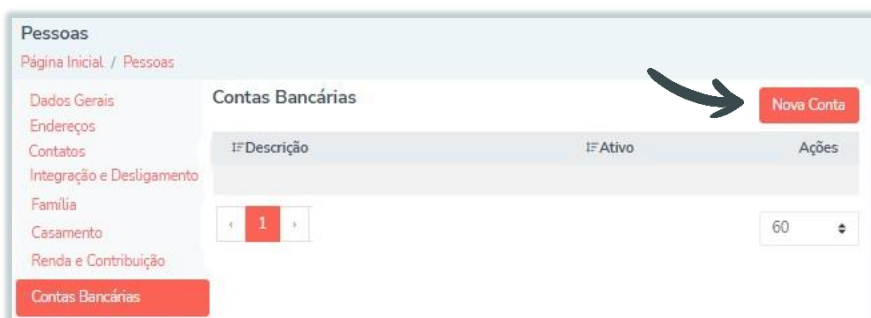 Pessoas
Página Inicial / Pessoas
Dados Gerais
Endereços
Contatos
Integração e Desligamento
Família
Casamento
Renda e Contribuição
Contas Bancárias
Contas Bancárias
Nova Conta
Descrição Ativo Ações
‹ 1 ›
60